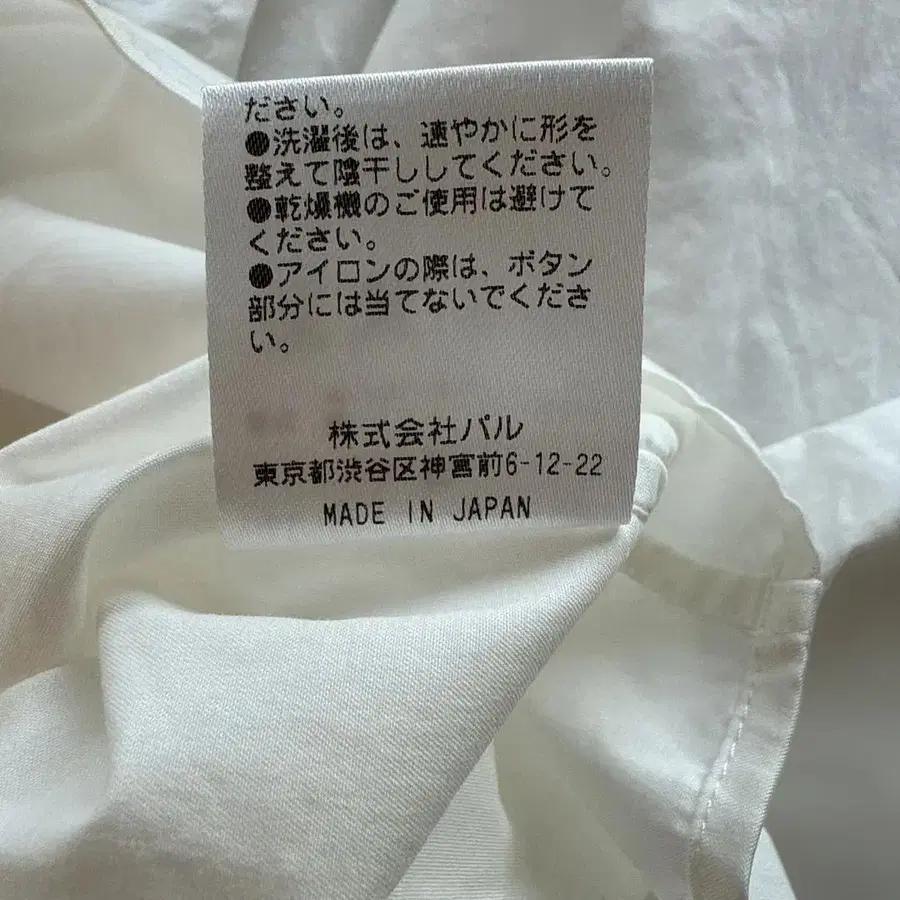 ださい。
●洗濯後は、速やかに形を
整えて陰干ししてください。
●乾燥機のご使用は避けて
ください。
●アイロンの際は、ボタン
部分には当てないでくださ
い。
株式会社パル
東京都渋谷区神宮前6-12-22
MADE IN JAPAN